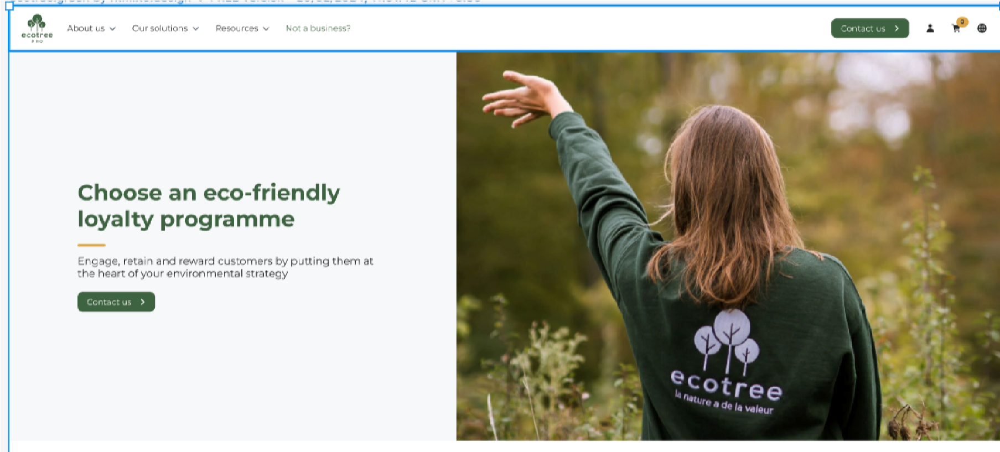 ecotree
PRO
About us
Our solutions
Resources
Not a business?
Contact us
0
Choose an eco-friendly
loyalty programme
Engage, retain and reward customers by putting them at
the heart of your environmental strategy
Contact us
ecotree
la nature a de la valeur